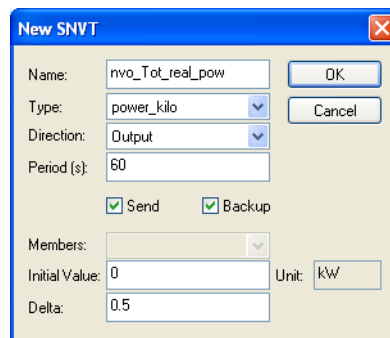 New SNVT
Name: nvo_Tot_real_pow OK
Type: power_kilo Cancel
Direction: Output
Period (s): 60
Send Backup
Members:
Initial Value: 0 Unit: kW
Delta: 0.5